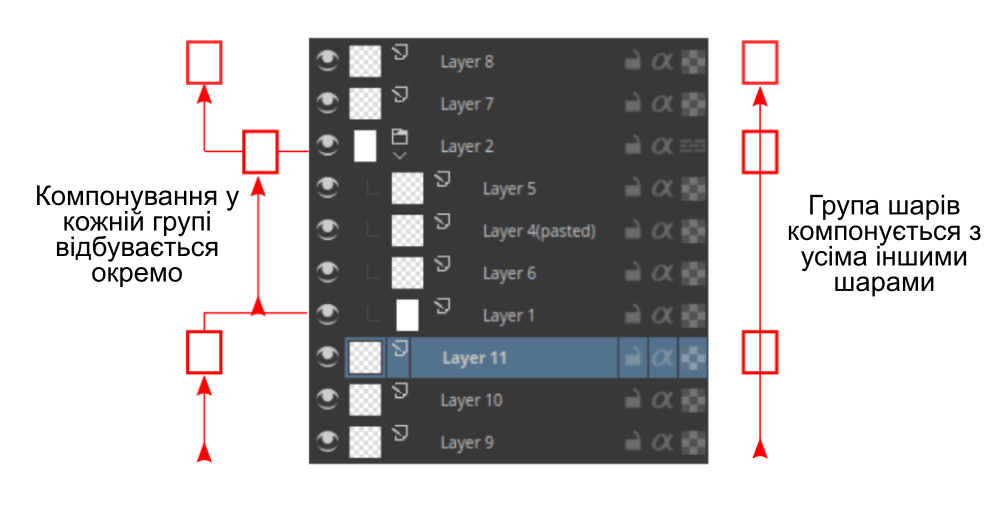 Layer 8
Layer 7
Layer 2
Layer 5
Layer 4(pasted)
Layer 6
Layer 1
Layer 11
Layer 10
Layer 9
Компонування у
кожній групі
відбувається
окремо
Група шарів
компонується з
усіма іншими
шарами